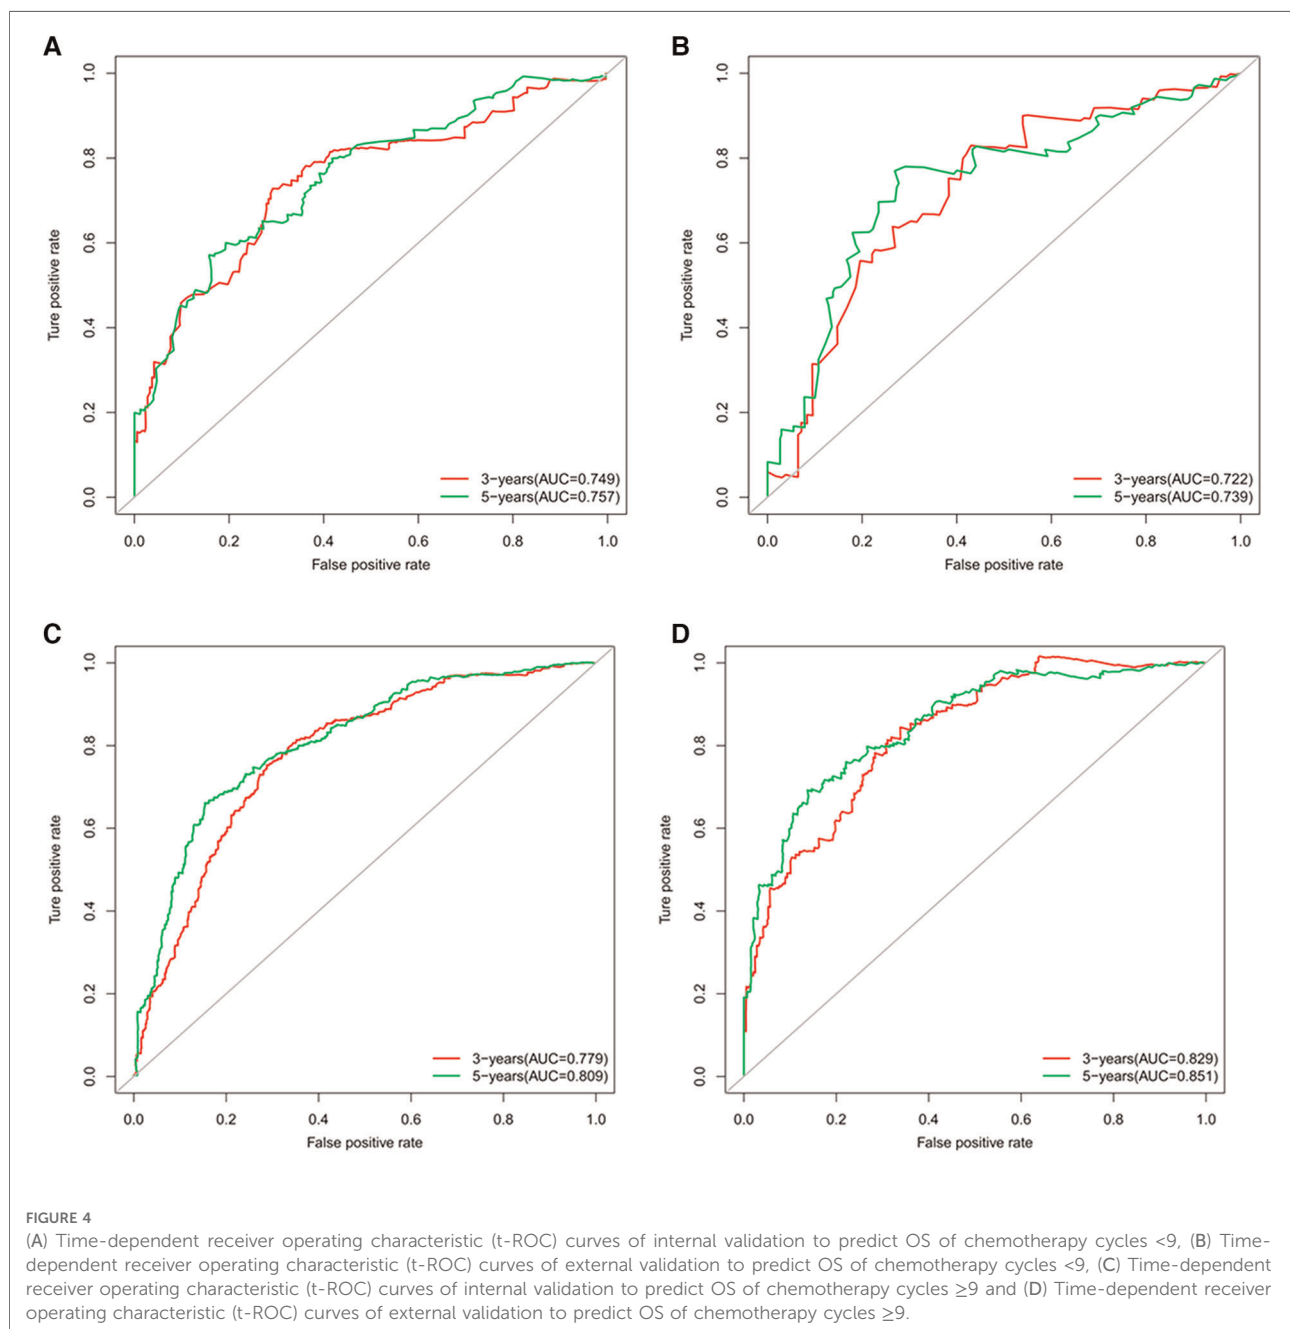 A
1.0
0.8
0.6
0.4
0.2
0.0
Ture positive rate
3-years(AUC=0.749)
5-years(AUC=0.757)
0.0 0.2 0.4 0.6 0.8 1.0
False positive rate
B
1.0
0.8
0.6
0.4
0.2
0.0
Ture positive rate
3-years(AUC=0.722)
5-years(AUC=0.739)
0.0 0.2 0.4 0.6 0.8 1.0
False positive rate
C
1.0
0.8
0.6
0.4
0.2
0.0
Ture positive rate
3-years(AUC=0.779)
5-years(AUC=0.809)
0.0 0.2 0.4 0.6 0.8 1.0
False positive rate
D
1.0
0.8
0.6
0.4
0.2
0.0
Ture positive rate
3-years(AUC=0.829)
5-years(AUC=0.851)
0.0 0.2 0.4 0.6 0.8 1.0
False positive rate
FIGURE 4
(A) Time-dependent receiver operating characteristic (t-ROC) curves of internal validation to predict OS of chemotherapy cycles <9, (B) Time-
dependent receiver operating characteristic (t-ROC) curves of external validation to predict OS of chemotherapy cycles <9, (C) Time-dependent
receiver operating characteristic (t-ROC) curves of internal validation to predict OS of chemotherapy cycles ≥9 and (D) Time-dependent receiver
operating characteristic (t-ROC) curves of external validation to predict OS of chemotherapy cycles ≥9.